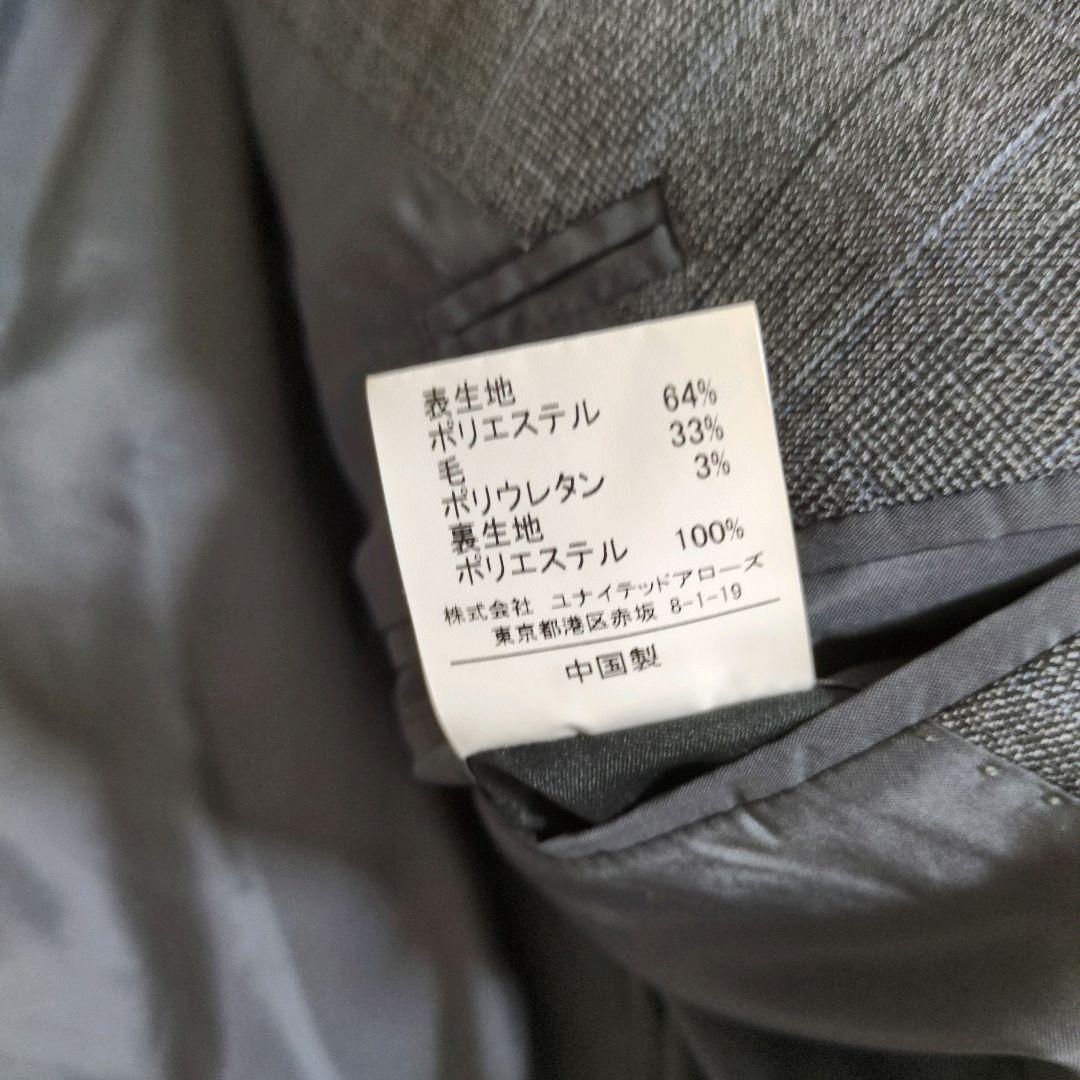 表生地
ポリエステル 64%
毛 33%
ポリウレタン 3%
裏生地
ポリエステル 100%
株式会社 ユナイテッドアローズ
東京都港区赤坂 8-1-19
中国製